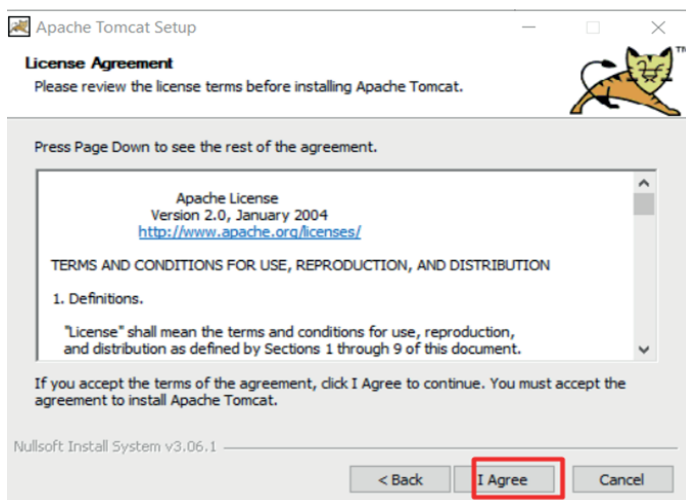 Apache Tomcat Setup
License Agreement
Please review the license terms before installing Apache Tomcat.
TM
Press Page Down to see the rest of the agreement.
Apache License
Version 2.0, January 2004
http://www.apache.org/licenses/
TERMS AND CONDITIONS FOR USE, REPRODUCTION, AND DISTRIBUTION
1. Definitions.
"License" shall mean the terms and conditions for use, reproduction,
and distribution as defined by Sections 1 through 9 of this document.
If you accept the terms of the agreement, click I Agree to continue. You must accept the
agreement to install Apache Tomcat.
Nullsoft Install System v3.06.1
< Back I Agree Cancel